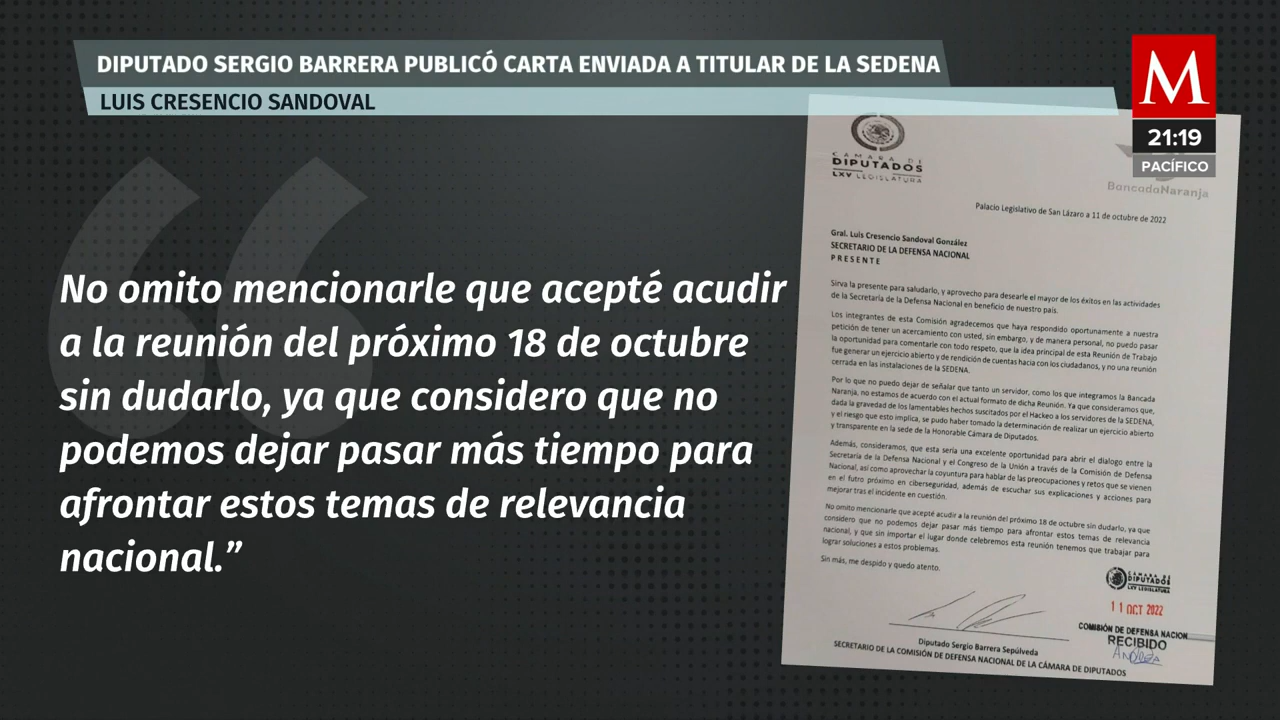 DIPUTADO SERGIO BARRERA PUBLICÓ CARTA ENVIADA A TITULAR DE LA SEDENA
LUIS CRESENCIO SANDOVAL
M
21:19
PACÍFICO
No omito mencionarle que acepté acudir
a la reunión del próximo 18 de octubre
sin dudarlo, ya que considero que no
podemos dejar pasar más tiempo para
afrontar estos temas de relevancia
nacional.”
CÁMARA DE
DIPUTADOS
LXV LEGISLATURA
BancadaNaranja
Palacio Legislativo de San Lázaro a 11 de octubre de 2022
Gral. Luis Cresencio Sandoval González
SECRETARIO DE LA DEFENSA NACIONAL
P R E S E N T E
Sirva la presente para saludarlo, y aprovecho para desearle el mayor de los éxitos en las actividades
de la Secretaría de la Defensa Nacional en beneficio de nuestro país.
Los integrantes de esta Comisión agradecemos que haya respondido oportunamente a nuestra
petición de tener un acercamiento con usted, sin embargo, y de manera personal, no puedo pasar
la oportunidad para comentarle con todo respeto, que la idea principal de esta Reunión de Trabajo
fue generar un ejercicio abierto y de rendición de cuentas hacia con los ciudadanos, y no una reunión
cerrada en las instalaciones de la SEDENA.
Por lo que no puedo dejar de señalar que tanto un servidor, como los que integramos la Bancada
Naranja, no estamos de acuerdo con el actual formato de dicha Reunión. Ya que consideramos que,
dada la gravedad de los lamentables hechos suscitados por el Hackeo a los servidores de la SEDENA,
y el riesgo que esto implica, se pudo haber tomado la determinación de realizar un ejercicio abierto
y transparente en la sede de la Honorable Cámara de Diputados.
Además, consideramos, que esta sería una excelente oportunidad para abrir el dialogo entre la
Secretaría de la Defensa Nacional y el Congreso de la Unión a través de la Comisión de Defensa
Nacional, así como aprovechar la coyuntura para hablar de las preocupaciones y retos que se vienen
en el futro próximo en ciberseguridad, además de escuchar sus explicaciones y acciones para
mejorar tras el incidente en cuestión.
No omito mencionarle que acepté acudir a la reunión del próximo 18 de octubre sin dudarlo, ya que
considero que no podemos dejar pasar más tiempo para afrontar estos temas de relevancia
nacional, y que sin importar el lugar donde celebremos esta reunión tenemos que trabajar para
lograr soluciones a estos problemas.
Sin más, me despido y quedo atento.
CÁMARA DE
DIPUTADOS
LXV LEGISLATURA
11 OCT 2022
COMISIÓN DE DEFENSA NACION
RECIBIDO
Diputado Sergio Barrera Sepúlveda
SECRETARIO DE LA COMISIÓN DE DEFENSA NACIONAL DE LA CÁMARA DE DIPUTADOS